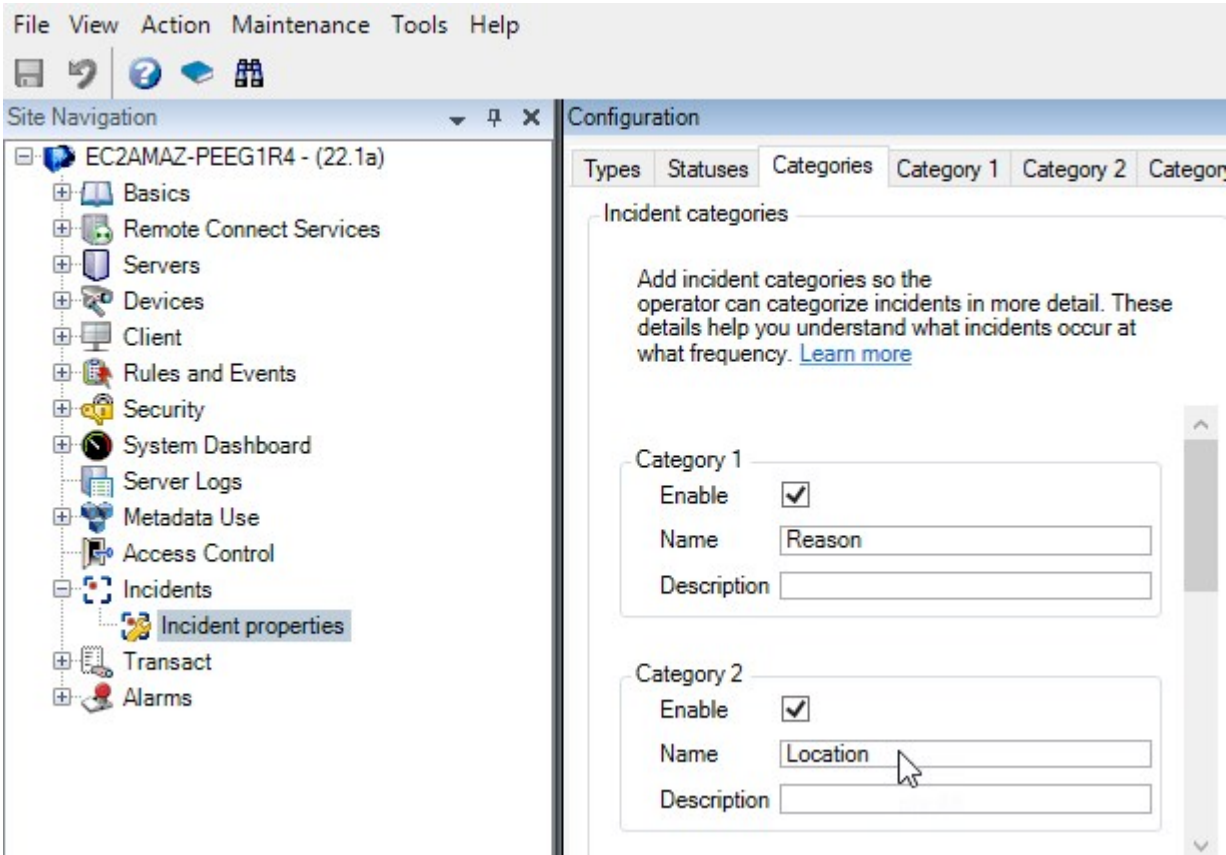 File View Action Maintenance Tools Help
Site Navigation
EC2AMAZ-PEEG1R4 - (22.1a)
Basics
Remote Connect Services
Servers
Devices
Client
Rules and Events
Security
System Dashboard
Server Logs
Metadata Use
Access Control
Incidents
Incident properties
Transact
Alarms
Configuration
Types Statuses Categories Category 1 Category 2 Category
Incident categories
Add incident categories so the
operator can categorize incidents in more detail. These
details help you understand what incidents occur at
what frequency. Learn more
Category 1
Enable
Name Reason
Description
Category 2
Enable
Name Location
Description